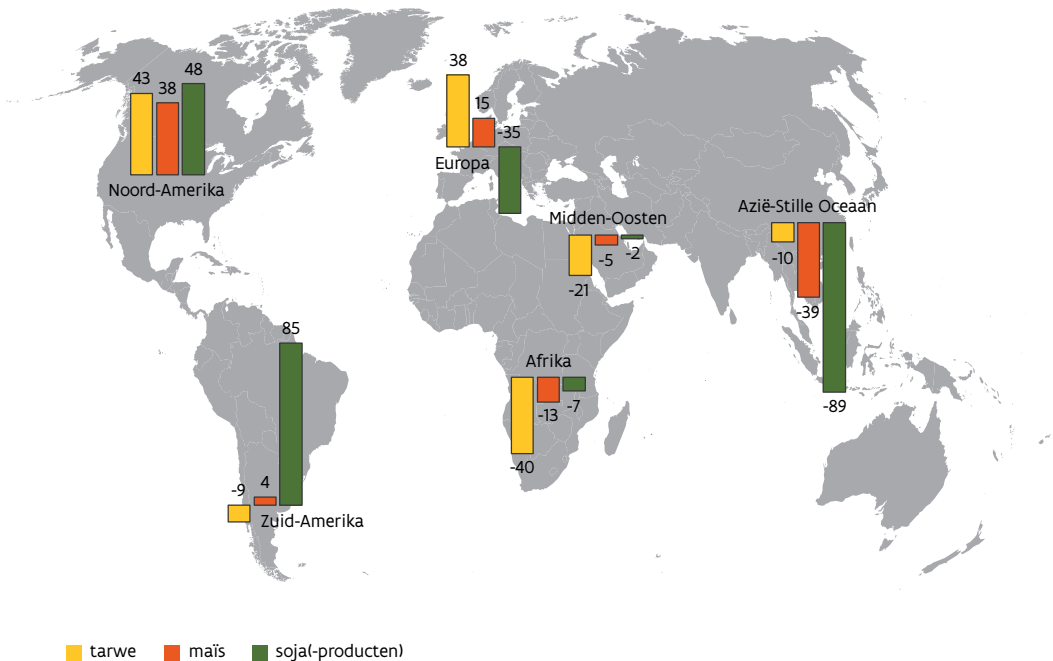 43
38
48
Noord-Amerika
38
15
-35
Europa
Midden-Oosten
-21
-5
-2
Azië-Stille Oceaan
-10
-39
-89
85
-9
4
Zuid-Amerika
Afrika
-40
-13
-7
tarwe
maïs
soja(-producten)